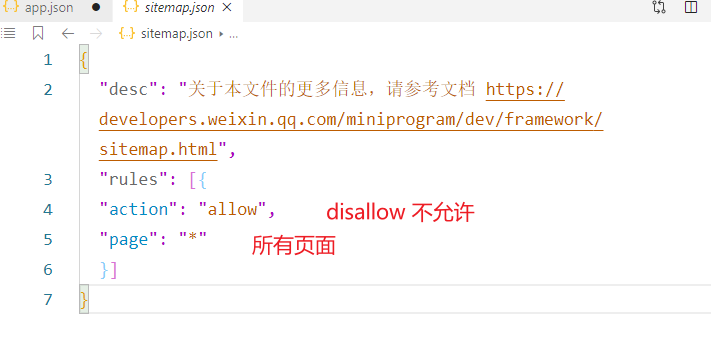 app.json
sitemap.json
sitemap.json > ...
1 {
2 "desc": "关于本文件的更多信息，请参考文档 https://
developers.weixin.qq.com/miniprogram/dev/framework/
sitemap.html",
3 "rules": [{
4 "action": "allow", disallow 不允许
5 "page": "*" 所有页面
6 }]
7 }